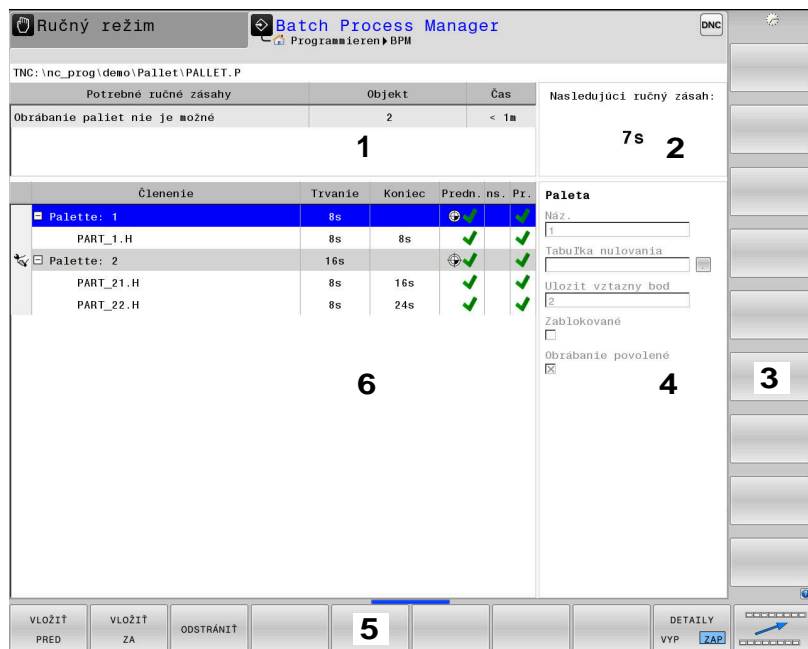 Ručný režim
Batch Process Manager
Programmieren BPM
DNC
TNC:\nc_prog\demo\Pallet\PALLET.P
Potrebné ručné zásahy Objekt Čas
Obrábanie paliet nie je možné 2 < 1m
1
Nasledujúci ručný zásah:
7s
2
Členenie Trvanie Koniec Predn. ns. Pr.
Palette: 1 8s
PART_1.H 8s 8s
Palette: 2 16s
PART_21.H 8s 16s
PART_22.H 8s 24s
6
Paleta
Náz.
1
Tabuľka nulovania
Ulozit vztazny bod
2
Zablokované
Obrábanie povolené
4
3
VLOŽIŤ PRED
VLOŽIŤ ZA
ODSTRÁNIŤ
5
DETAILY
VYP ZAP